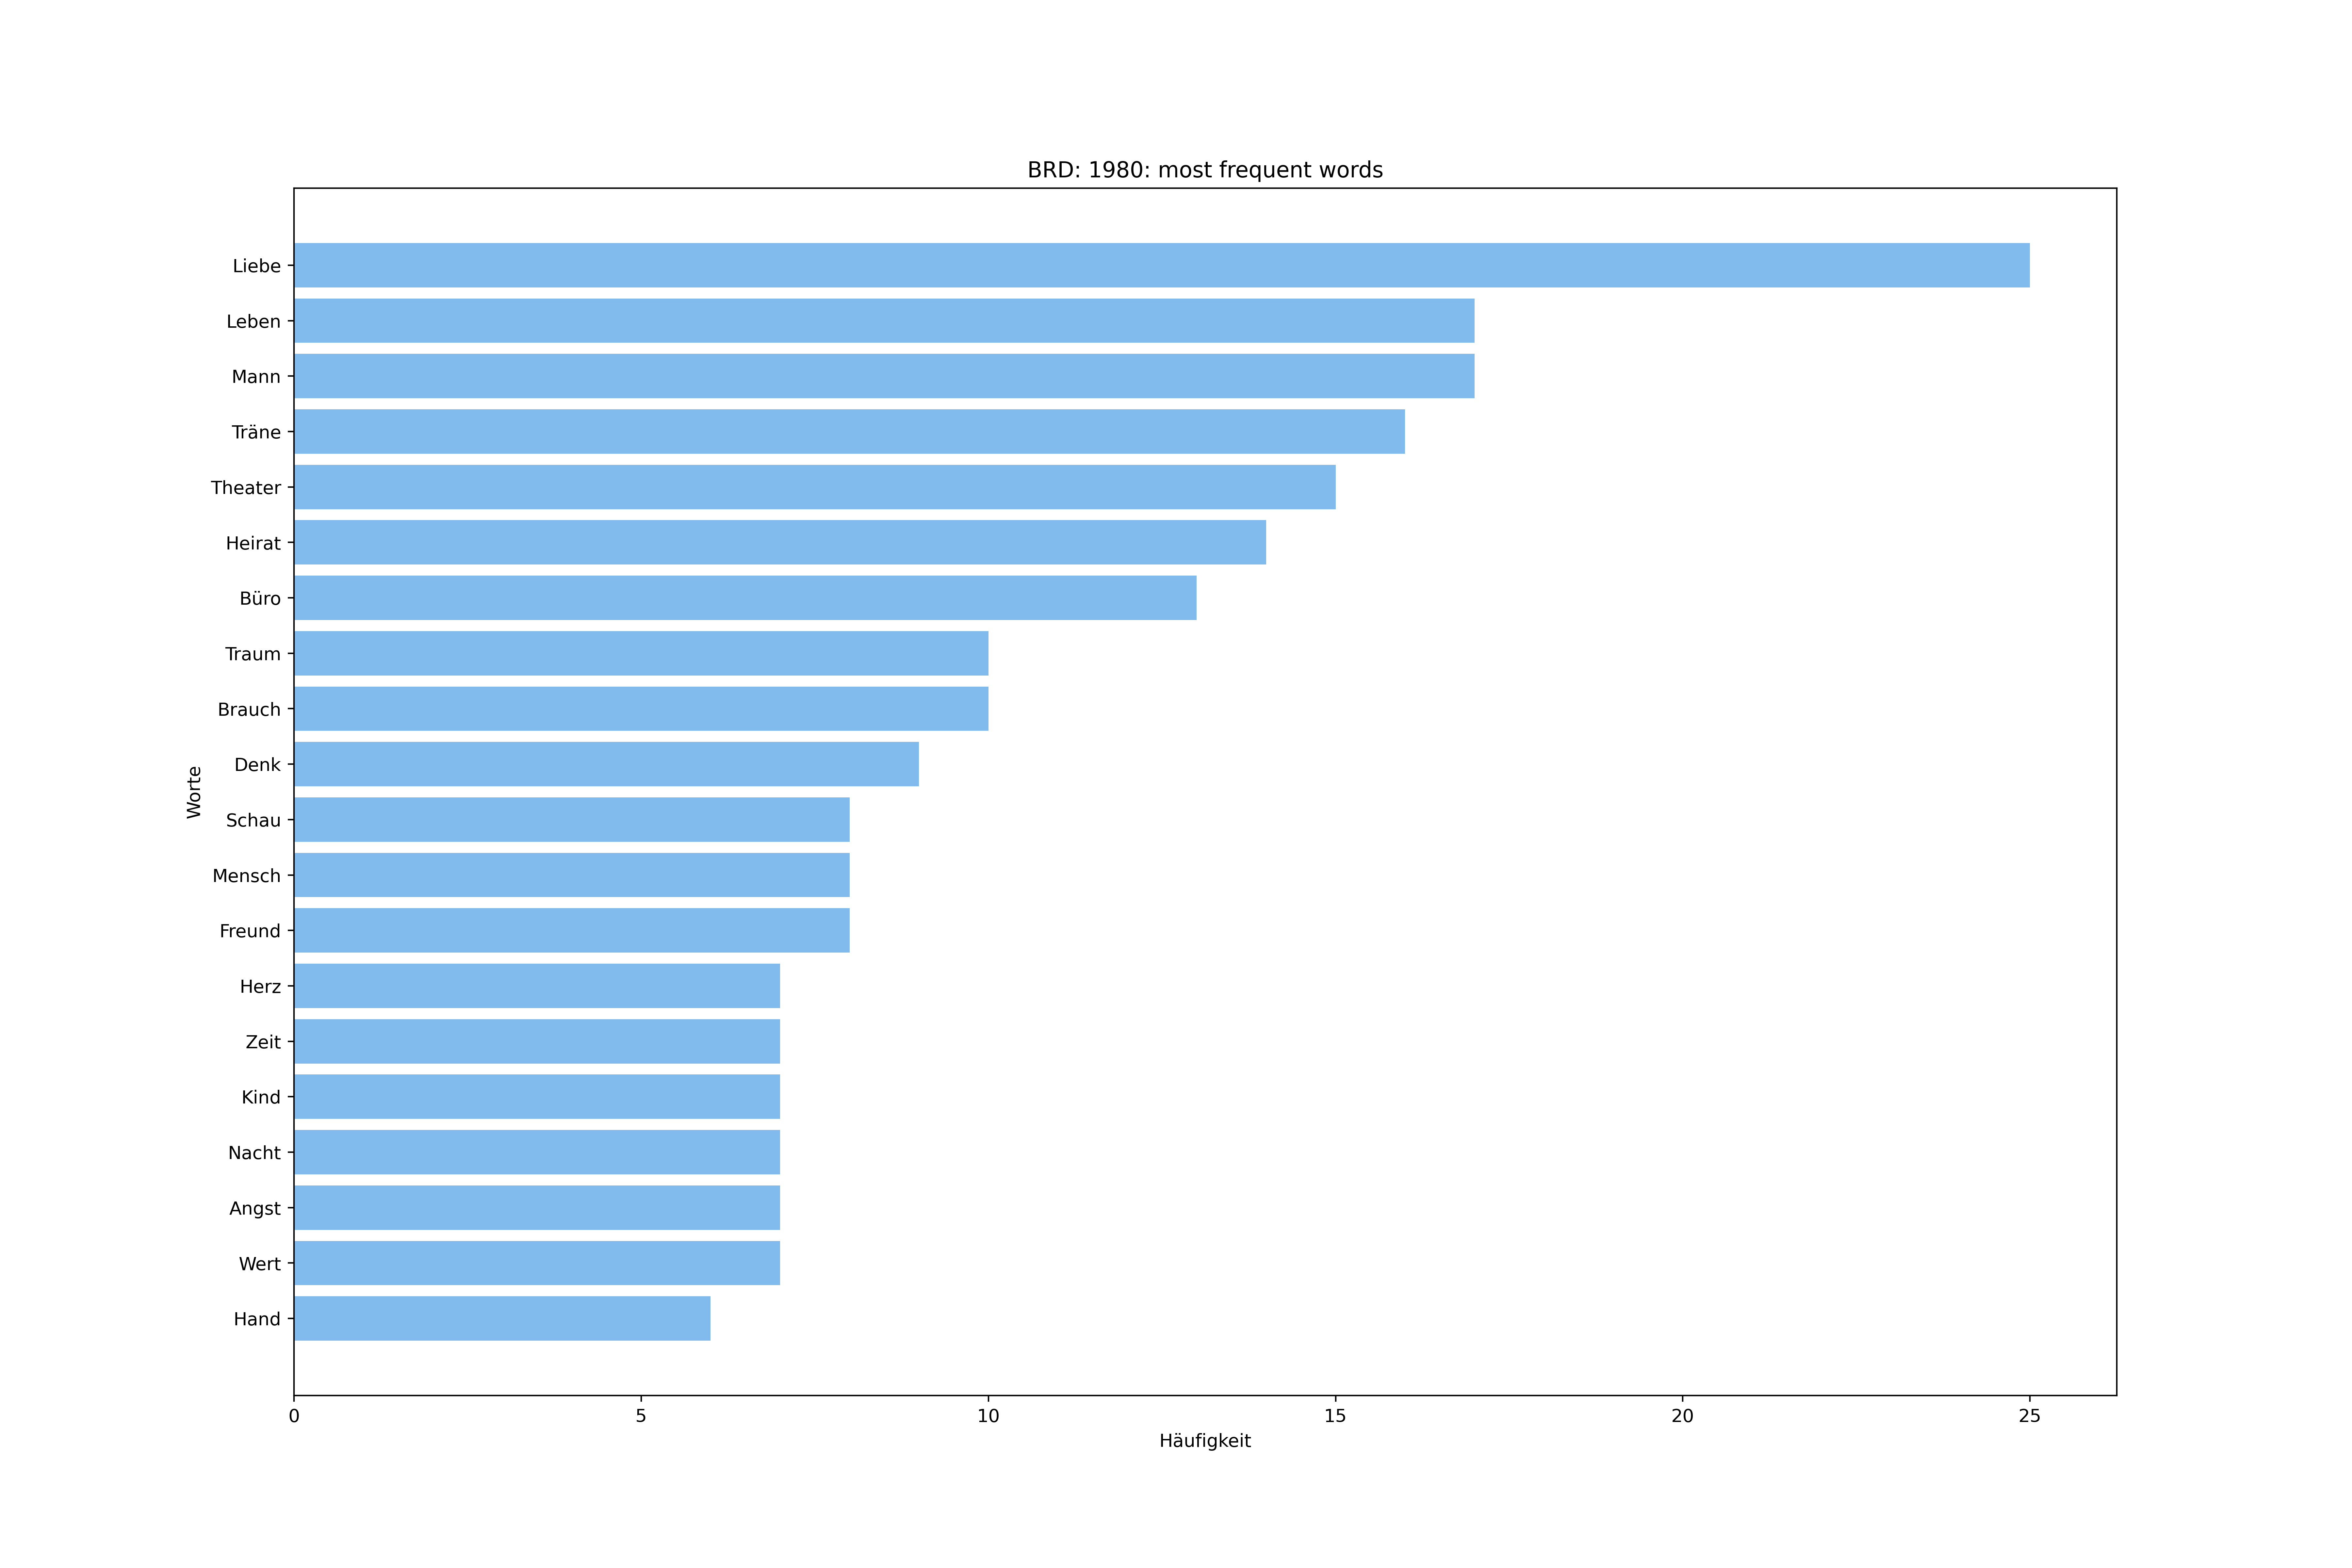 BRD: 1980: most frequent words
Liebe
Leben
Mann
Träne
Theater
Heirat
Büro
Traum
Brauch
Denk
Schau
Mensch
Freund
Herz
Zeit
Kind
Nacht
Angst
Wert
Hand
Worte
0 5 10 15 20 25
Häufigkeit